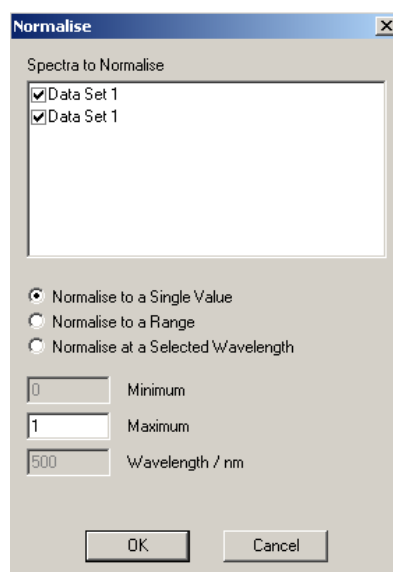 Normalise
Spectra to Normalise
Data Set 1
Data Set 1
Normalise to a Single Value
Normalise to a Range
Normalise at a Selected Wavelength
0 Minimum
1 Maximum
500 Wavelength / nm
OK Cancel